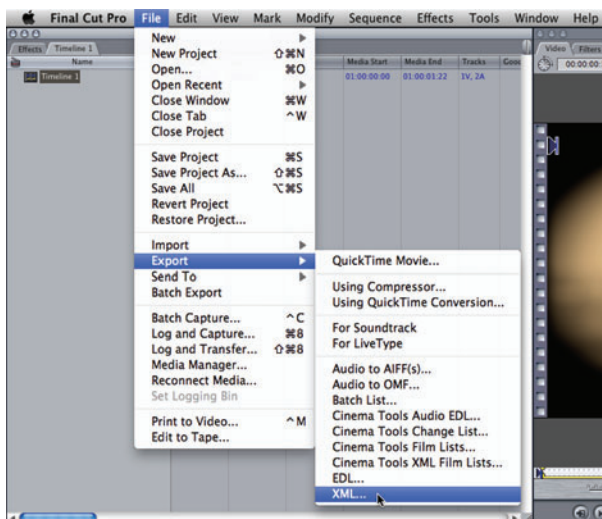 Final Cut Pro File Edit View Mark Modify Sequence Effects Tools Window Help
Effects Timeline 1
Name Media Start Media End Tracks
Timeline 1 01:00:00:00 01:00:01:22 1V, 2A
Video Filters
00:00:00:
New
New Project ⇧⌘N
Open... ⌘O
Open Recent
Close Window ⌘W
Close Tab ^W
Close Project
Save Project ⌘S
Save Project As... ⇧⌘S
Save All ⌥⌘S
Revert Project
Restore Project...
Import
Export
Send To
Batch Export
Batch Capture... ^C
Log and Capture... ⌘8
Log and Transfer... ⇧⌘8
Media Manager...
Reconnect Media...
Set Logging Bin
Print to Video... ^M
Edit to Tape...
QuickTime Movie...
Using Compressor...
Using QuickTime Conversion...
For Soundtrack
For LiveType
Audio to AIFF(s)...
Audio to OMF...
Batch List...
Cinema Tools Audio EDL...
Cinema Tools Change List...
Cinema Tools Film Lists...
Cinema Tools XML Film Lists...
EDL...
XML...